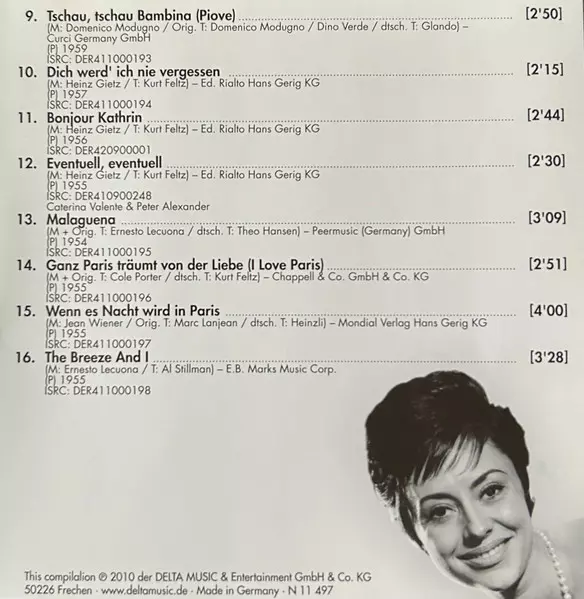 9. Tschau, tschau Bambina (Piove) [2'50]
(M: Domenico Modugno / Orig. T: Domenico Modugno / Dino Verde / dtsch. T: Glando) –
Curci Germany GmbH
(P) 1959
ISRC: DER411000193
10. Dich werd' ich nie vergessen [2'15]
(M: Heinz Gietz / T: Kurt Feltz) – Ed. Rialto Hans Gerig KG
(P) 1957
ISRC: DER411000194
11. Bonjour Kathrin [2'44]
(M: Heinz Gietz / T: Kurt Feltz) – Ed. Rialto Hans Gerig KG
(P) 1956
ISRC: DER420900001
12. Eventuell, eventuell [2'30]
(M: Heinz Gietz / T: Kurt Feltz) – Ed. Rialto Hans Gerig KG
(P) 1955
ISRC: DER410900248
Caterina Valente & Peter Alexander
13. Malaguena [3'09]
(M + Orig. T: Ernesto Lecuona / dtsch. T: Theo Hansen) – Peermusic (Germany) GmbH
(P) 1954
ISRC: DER411000195
14. Ganz Paris träumt von der Liebe (I Love Paris) [2'51]
(M + Orig. T: Cole Porter / dtsch. T: Kurt Feltz) – Chappell & Co. GmbH & Co. KG
(P) 1955
ISRC: DER411000196
15. Wenn es Nacht wird in Paris [4'00]
(M: Jean Wiener / Orig. T: Marc Lanjean / dtsch. T: Heinzli) – Mondial Verlag Hans Gerig KG
(P) 1955
ISRC: DER411000197
16. The Breeze And I [3'28]
(M: Ernesto Lecuona / T: Al Stillman) – E.B. Marks Music Corp.
(P) 1955
ISRC: DER411000198
This compilalion ℗ 2010 der DELTA MUSIC & Entertainment GmbH & Co. KG
50226 Frechen · www.deltamusic.de · Made in Germany · N 11 497